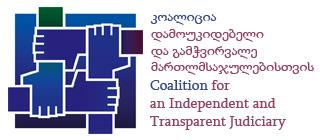 კოალიცია
დამოუკიდებელი
და გამჭვირვალე
მართლმსაჯულებისთვის
Coalition for
an Independent and
Transparent Judiciary